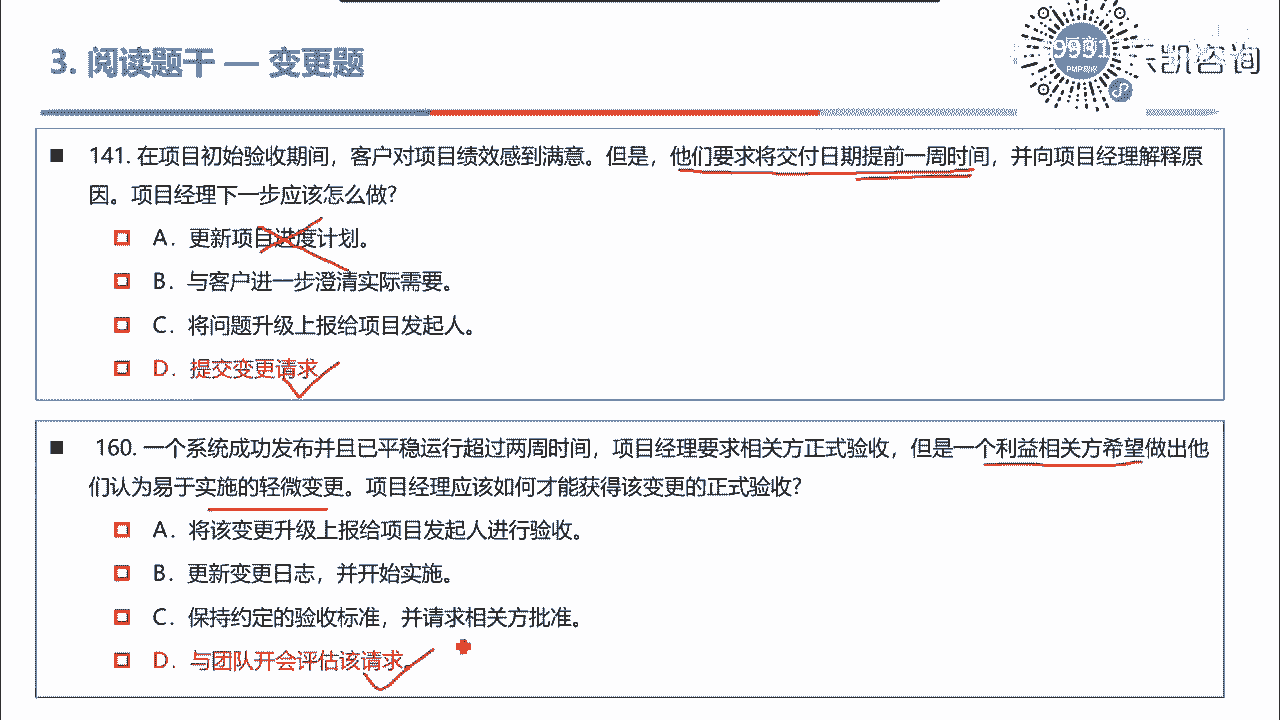 3. 阅读题干 — 变更题
9991
PMP
凯咨询
■ 141. 在项目初始验收期间，客户对项目绩效感到满意。但是，他们要求将交付日期提前一周时间，并向项目经理解释原
因。项目经理下一步应该怎么做?
A. 更新项目进度计划。
B. 与客户进一步澄清实际需要。
C. 将问题升级上报给项目发起人。
D. 提交变更请求
■ 160. 一个系统成功发布并且已平稳运行超过两周时间，项目经理要求相关方正式验收，但是一个利益相关方希望做出他
们认为易于实施的轻微变更。项目经理应该如何才能获得该变更的正式验收?
A. 将该变更升级上报给项目发起人进行验收。
B. 更新变更日志，并开始实施。
C. 保持约定的验收标准，并请求相关方批准。
D. 与团队开会评估该请求。